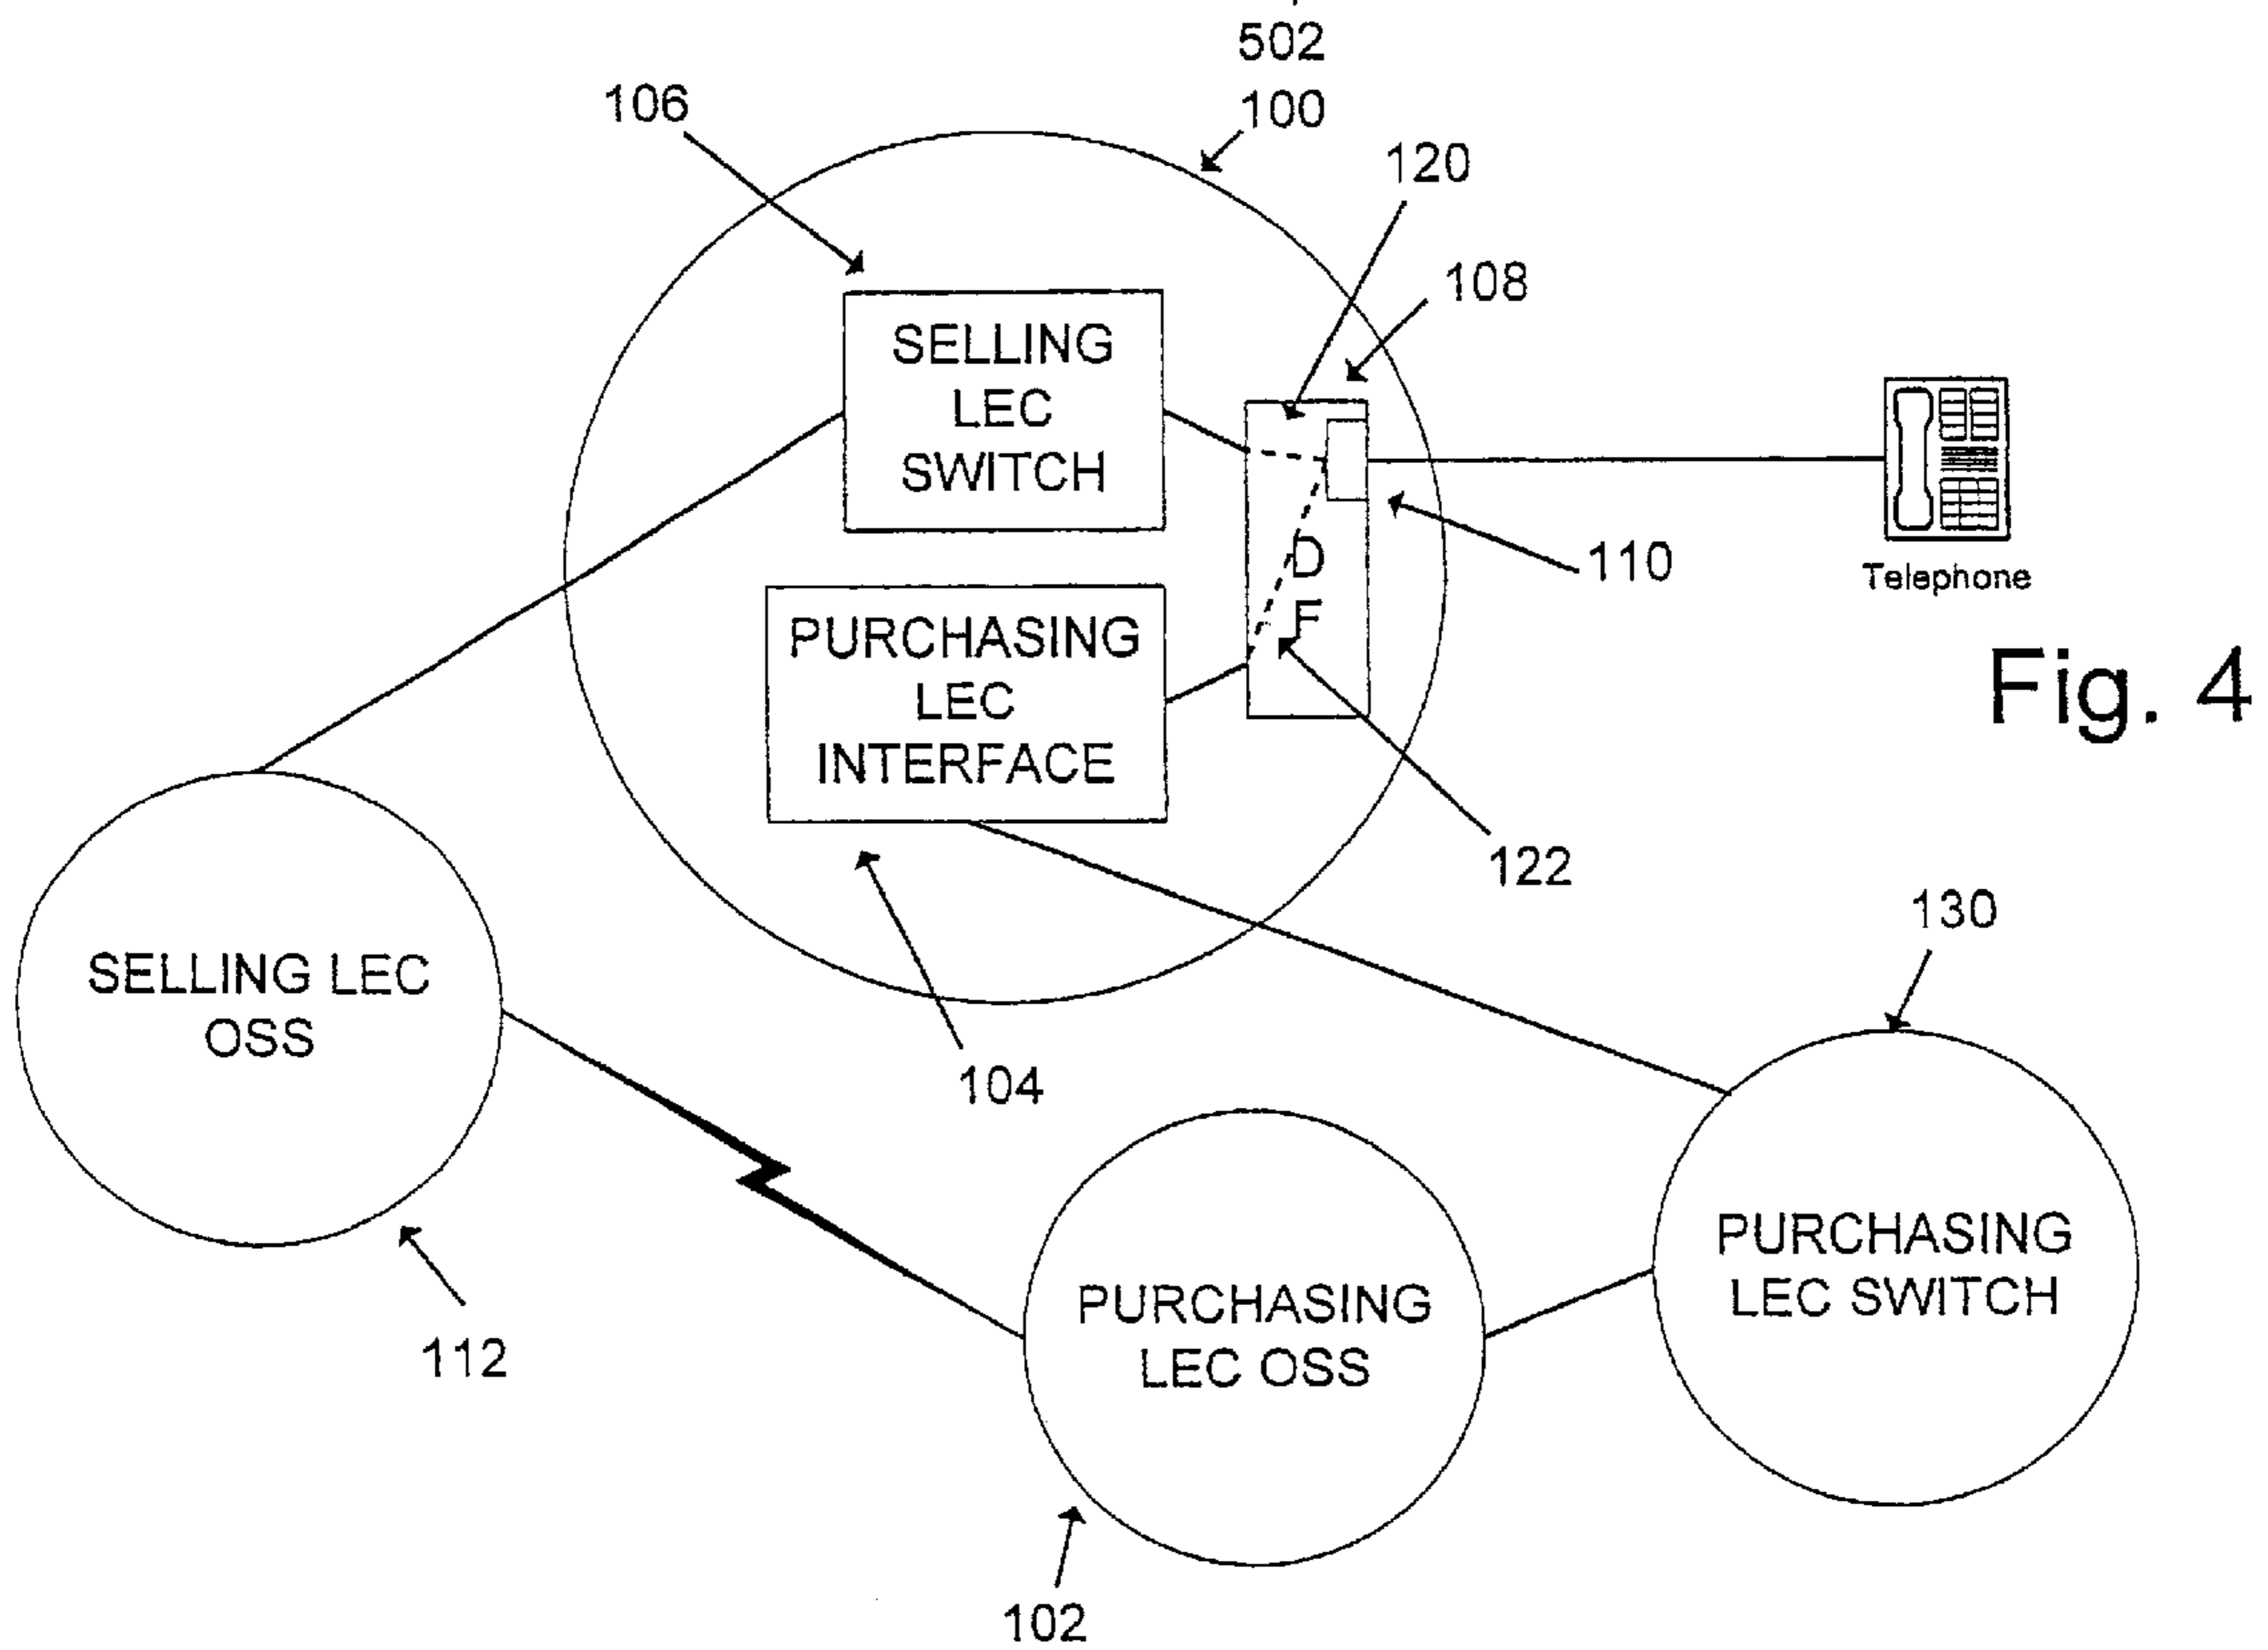 502
100
106
120
108
SELLING
LEC
SWITCH
110
Telephone
D
F
PURCHASING
LEC
INTERFACE
Fig. 4
122
130
SELLING LEC
OSS
104
PURCHASING
LEC SWITCH
PURCHASING
LEC OSS
112
102